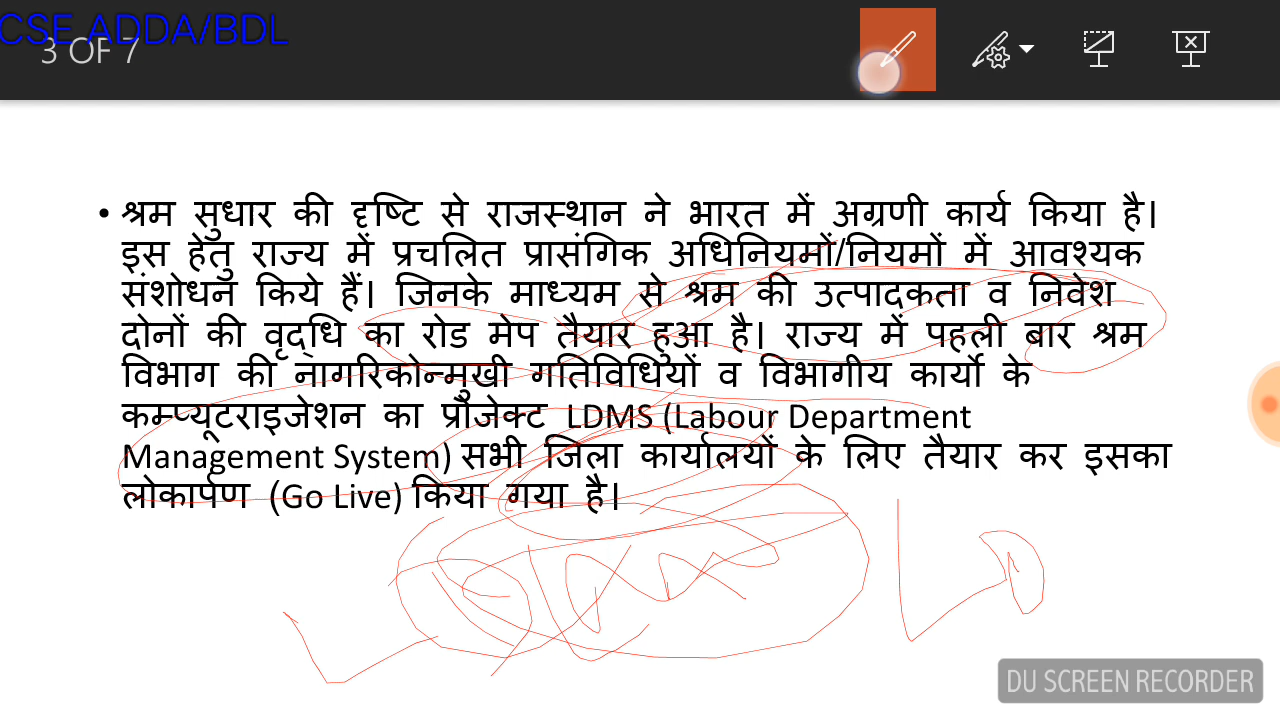 CSE ADDA/BDL
3 OF 7
• श्रम सुधार की दृष्टि से राजस्थान ने भारत में अग्रणी कार्य किया है।
इस हेतु राज्य में प्रचलित प्रासंगिक अधिनियमों/नियमों में आवश्यक
संशोधन किये हैं। जिनके माध्यम से श्रम की उत्पादकता व निवेश
दोनों की वृद्धि का रोड मेप तैयार हुआ है। राज्य में पहली बार श्रम
विभाग की नागरिकोन्मुखी गतिविधियों व विभागीय कार्यो के
कम्प्यूटराइजेशन का प्रोजेक्ट LDMS (Labour Department
Management System) सभी जिला कार्यालयों के लिए तैयार कर इसका
लोकार्पण (Go Live) किया गया है।
DU SCREEN RECORDER